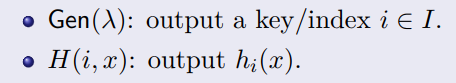 • Gen(λ): output a key/index i ∈ I.
• H(i, x): output hᵢ(x).